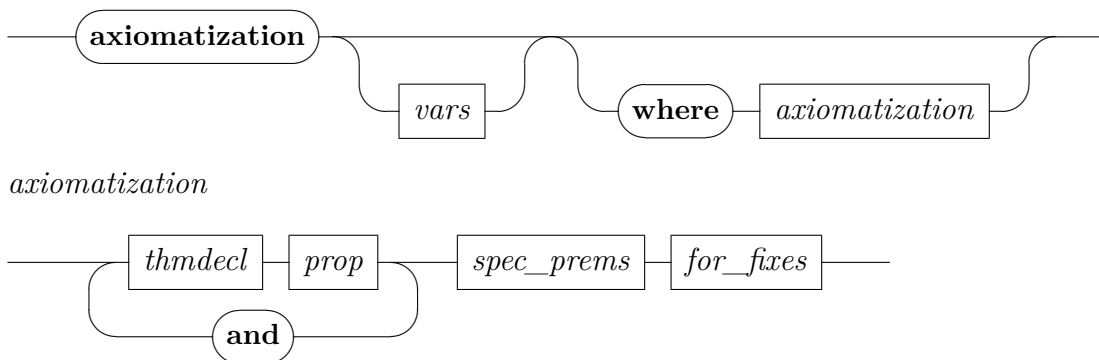 axiomatization
vars
where axiomatization
axiomatization
thmdecl prop spec_prems for_fixes
and